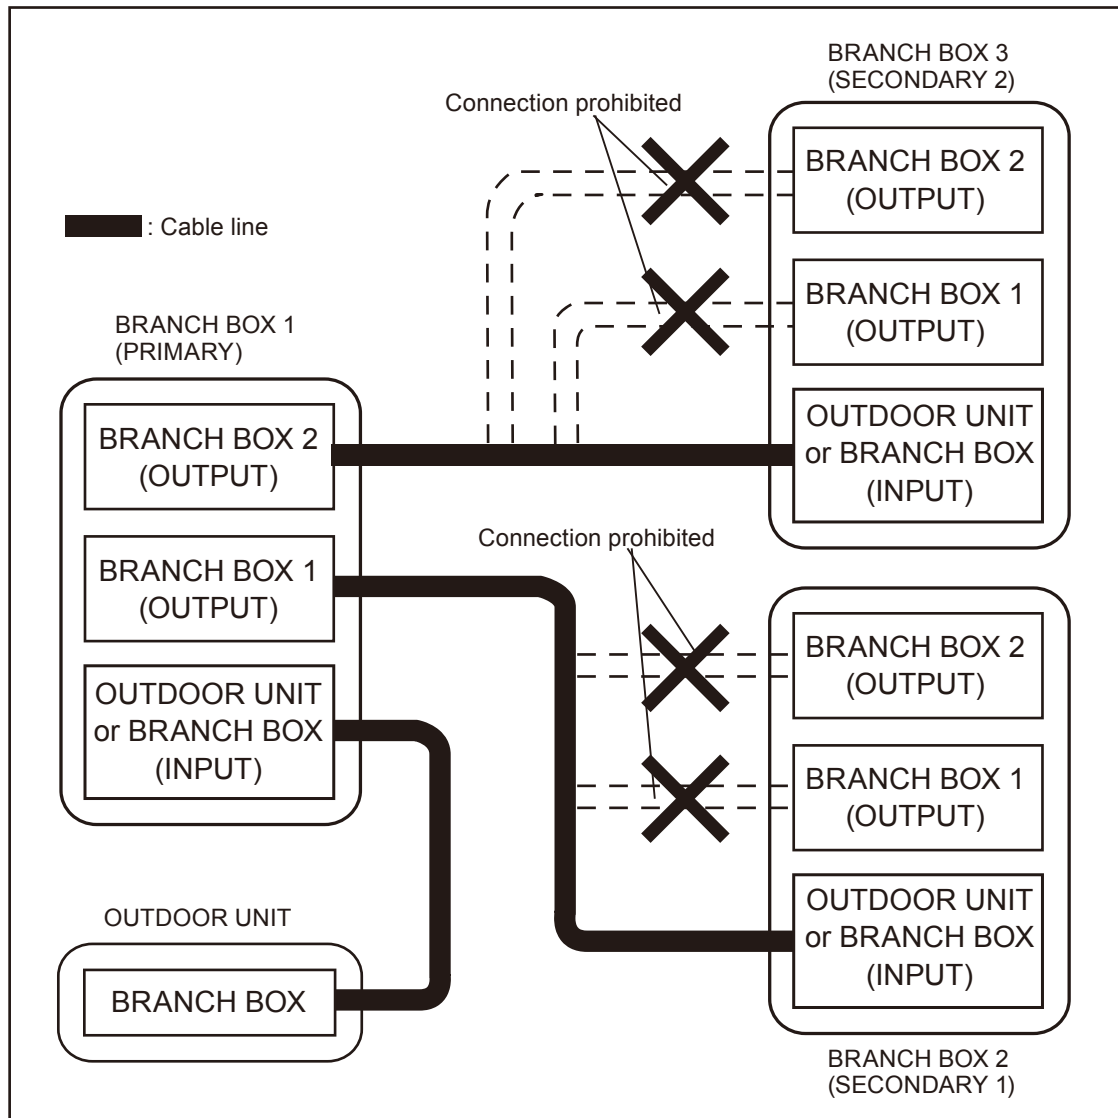 BRANCH BOX 3
(SECONDARY 2)
Connection prohibited
BRANCH BOX 2
(OUTPUT)
: Cable line
BRANCH BOX 1
(OUTPUT)
BRANCH BOX 1
(PRIMARY)
OUTDOOR UNIT
or BRANCH BOX
(INPUT)
BRANCH BOX 2
(OUTPUT)
Connection prohibited
BRANCH BOX 1
(OUTPUT)
BRANCH BOX 2
(OUTPUT)
OUTDOOR UNIT
or BRANCH BOX
(INPUT)
BRANCH BOX 1
(OUTPUT)
OUTDOOR UNIT
BRANCH BOX
OUTDOOR UNIT
or BRANCH BOX
(INPUT)
BRANCH BOX 2
(SECONDARY 1)